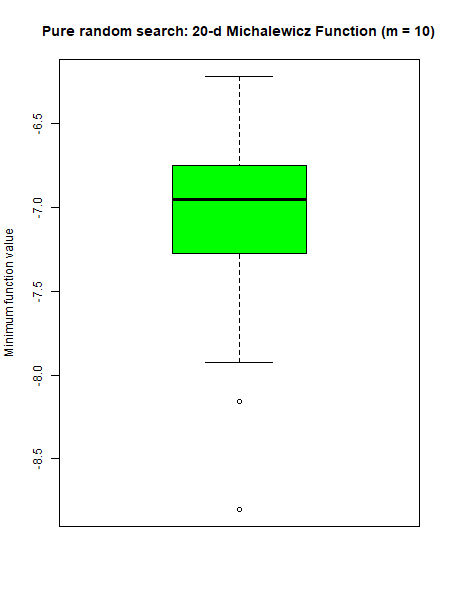 Pure random search: 20-d Michalewicz Function (m = 10)
Minimum function value
-6.5
-7.0
-7.5
-8.0
-8.5